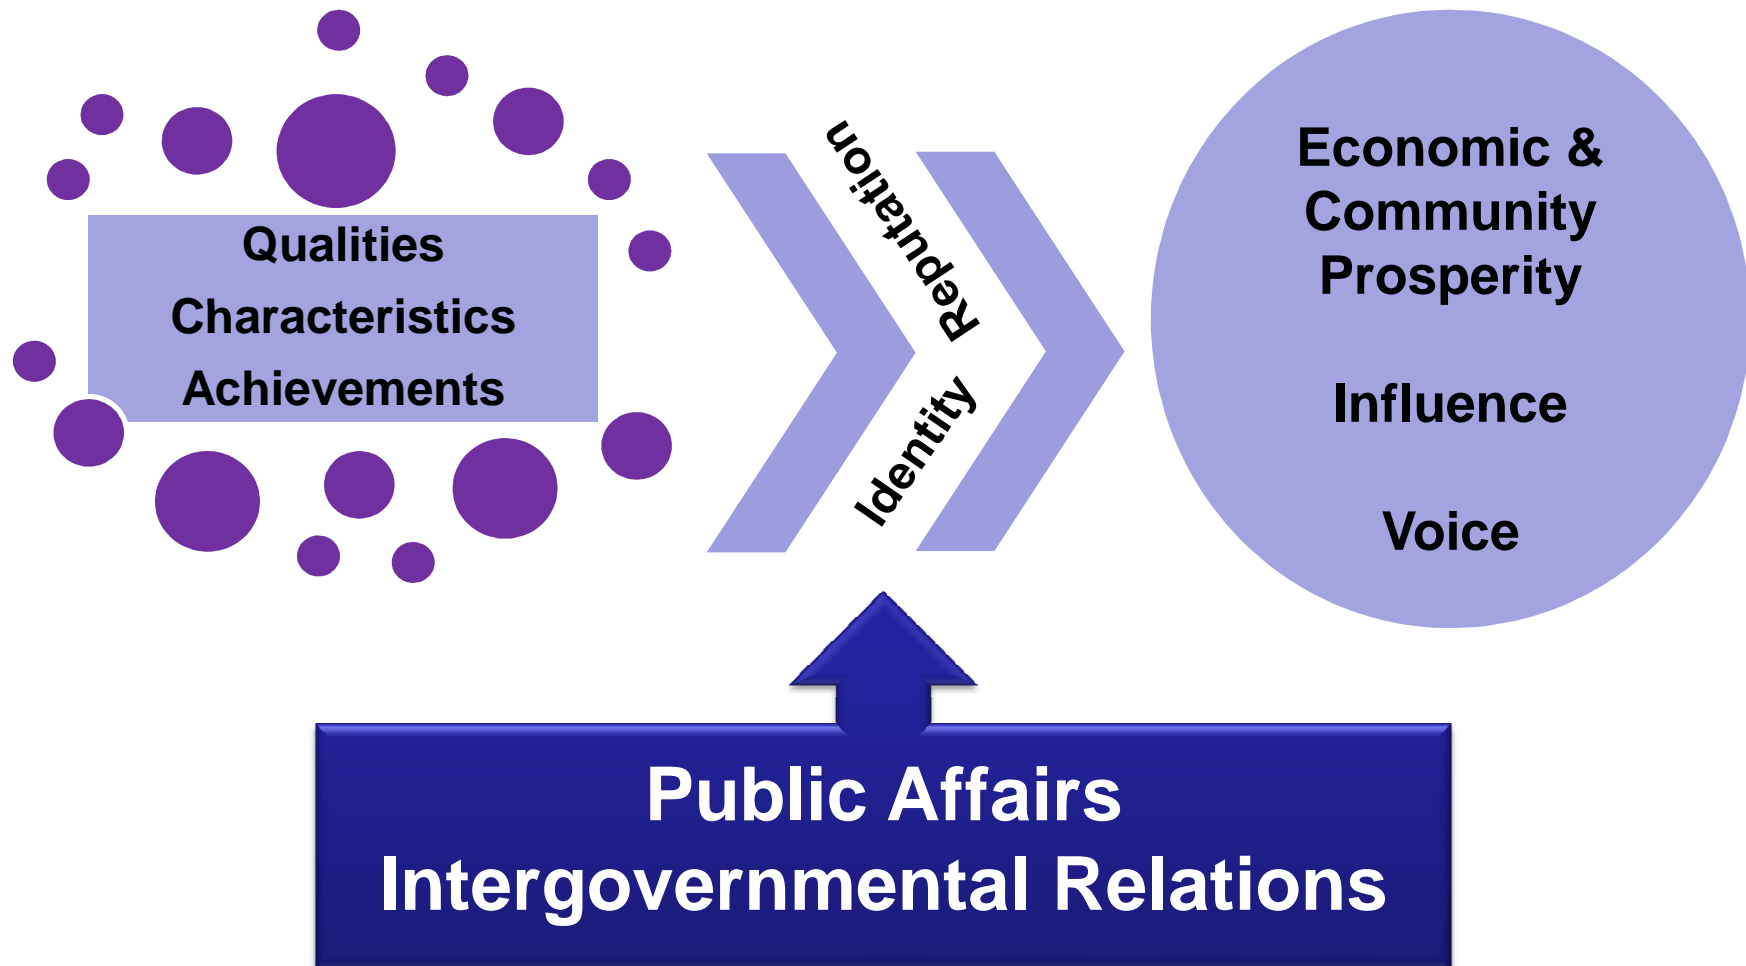 Qualities
Characteristics
Achievements
Reputation
Identity
Economic &
Community
Prosperity
Influence
Voice
Public Affairs
Intergovernmental Relations